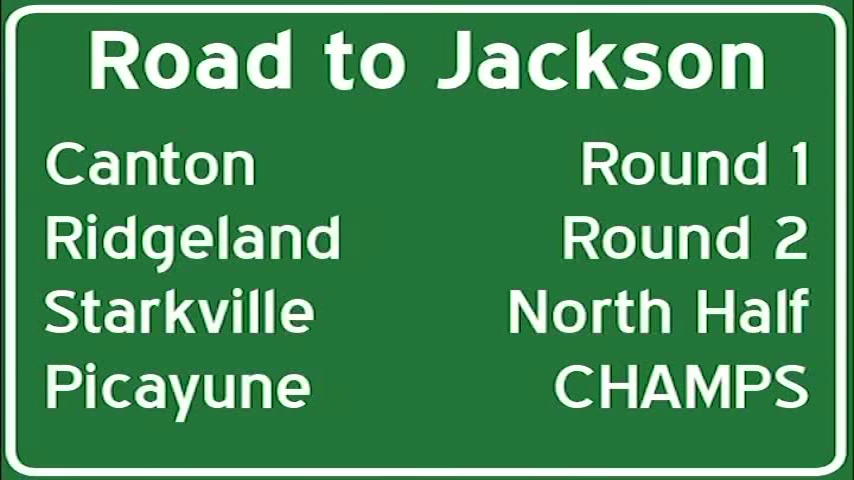 Road to Jackson
Canton Round 1
Ridgeland Round 2
Starkville North Half
Picayune CHAMPS